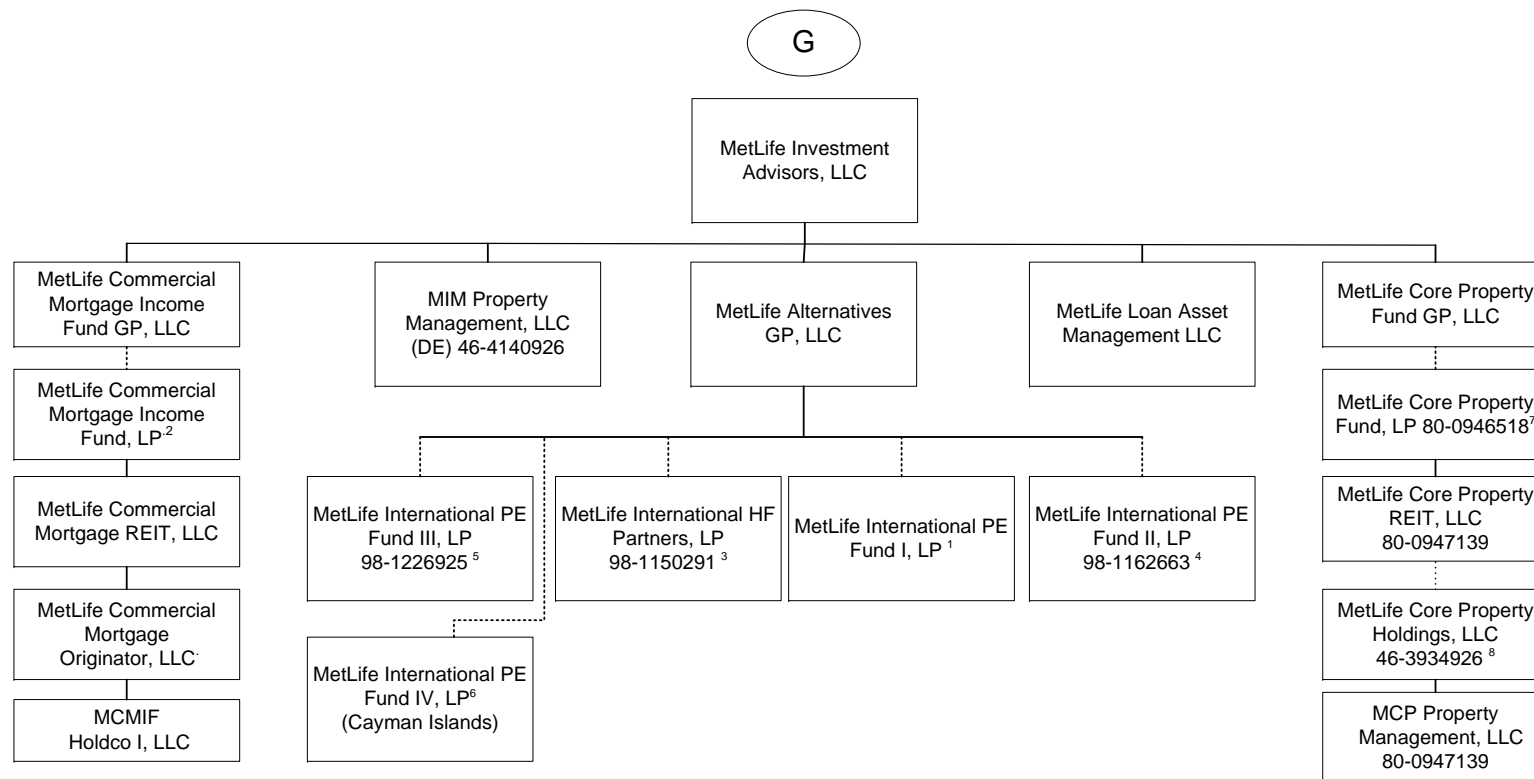 G
MetLife Investment
Advisors, LLC
MetLife Commercial
Mortgage Income
Fund GP, LLC
MIM Property
Management, LLC
(DE) 46-4140926
MetLife Alternatives
GP, LLC
MetLife Loan Asset
Management LLC
MetLife Core Property
Fund GP, LLC
MetLife Commercial
Mortgage Income
Fund, LP.2
MetLife Core Property
Fund, LP 80-0946518 7
MetLife Commercial
Mortgage REIT, LLC
MetLife International PE
Fund III, LP
98-1226925 5
MetLife International HF
Partners, LP
98-1150291 3
MetLife International PE
Fund I, LP 1
MetLife International PE
Fund II, LP
98-1162663 4
MetLife Core Property
REIT, LLC
80-0947139
MetLife Commercial
Mortgage
Originator, LLC.
MetLife International PE
Fund IV, LP6
(Cayman Islands)
MetLife Core Property
Holdings, LLC
46-3934926 8
MCMIF
Holdco I, LLC
MCP Property
Management, LLC
80-0947139